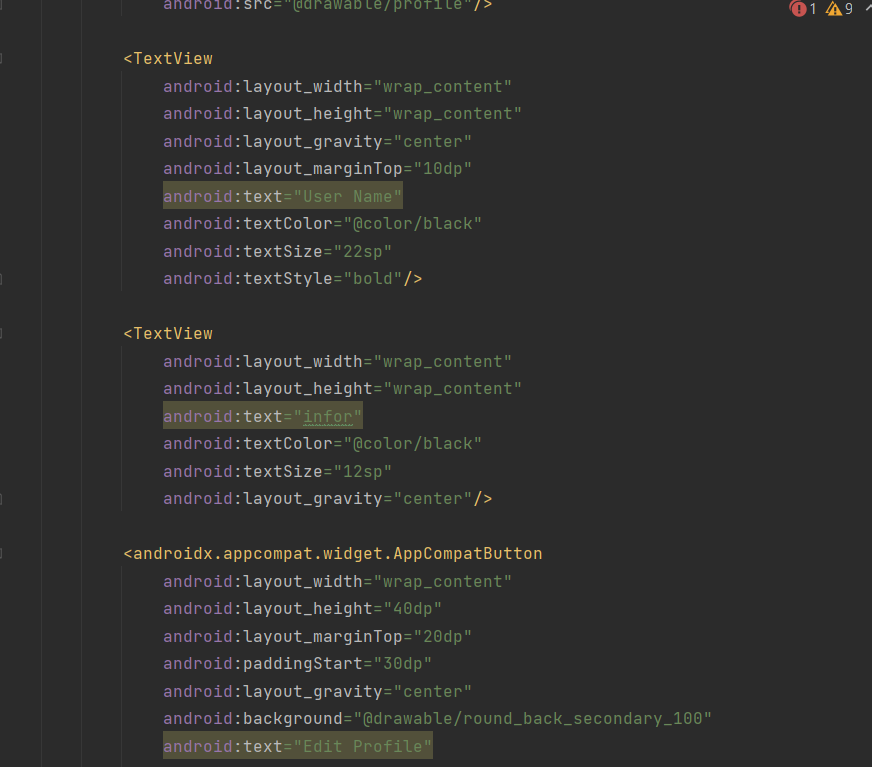 android:src="@drawable/profile"/>
1 9
<TextView
android:layout_width="wrap_content"
android:layout_height="wrap_content"
android:layout_gravity="center"
android:layout_marginTop="10dp"
android:text="User Name"
android:textColor="@color/black"
android:textSize="22sp"
android:textStyle="bold"/>
<TextView
android:layout_width="wrap_content"
android:layout_height="wrap_content"
android:text="infor"
android:textColor="@color/black"
android:textSize="12sp"
android:layout_gravity="center"/>
<androidx.appcompat.widget.AppCompatButton
android:layout_width="wrap_content"
android:layout_height="40dp"
android:layout_marginTop="20dp"
android:paddingStart="30dp"
android:layout_gravity="center"
android:background="@drawable/round_back_secondary_100"
android:text="Edit Profile"